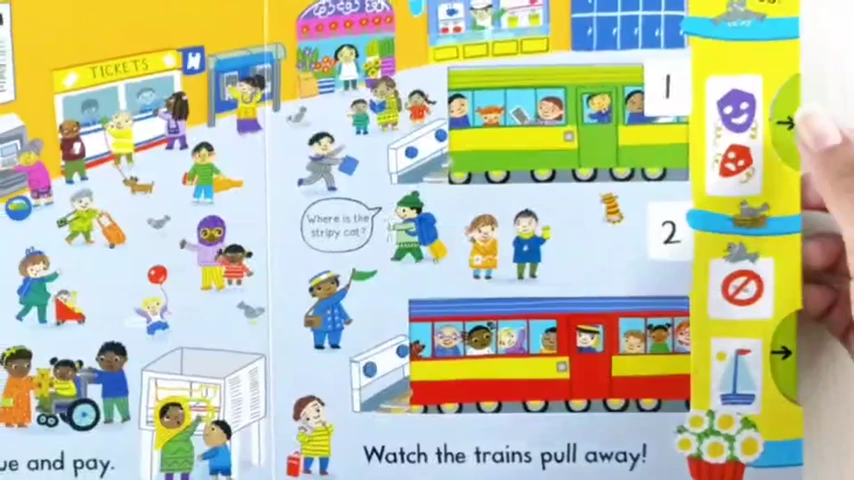 TICKETS
1
Where is the
stripy cat?
2
ue and pay.
Watch the trains pull away!